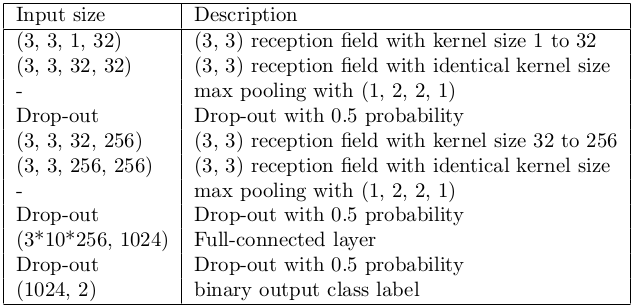 Input size Description
(3, 3, 1, 32) (3, 3) reception field with kernel size 1 to 32
(3, 3, 32, 32) (3, 3) reception field with identical kernel size
- max pooling with (1, 2, 2, 1)
Drop-out Drop-out with 0.5 probability
(3, 3, 32, 256) (3, 3) reception field with kernel size 32 to 256
(3, 3, 256, 256) (3, 3) reception field with identical kernel size
- max pooling with (1, 2, 2, 1)
Drop-out Drop-out with 0.5 probability
(3*10*256, 1024) Full-connected layer
Drop-out Drop-out with 0.5 probability
(1024, 2) binary output class label